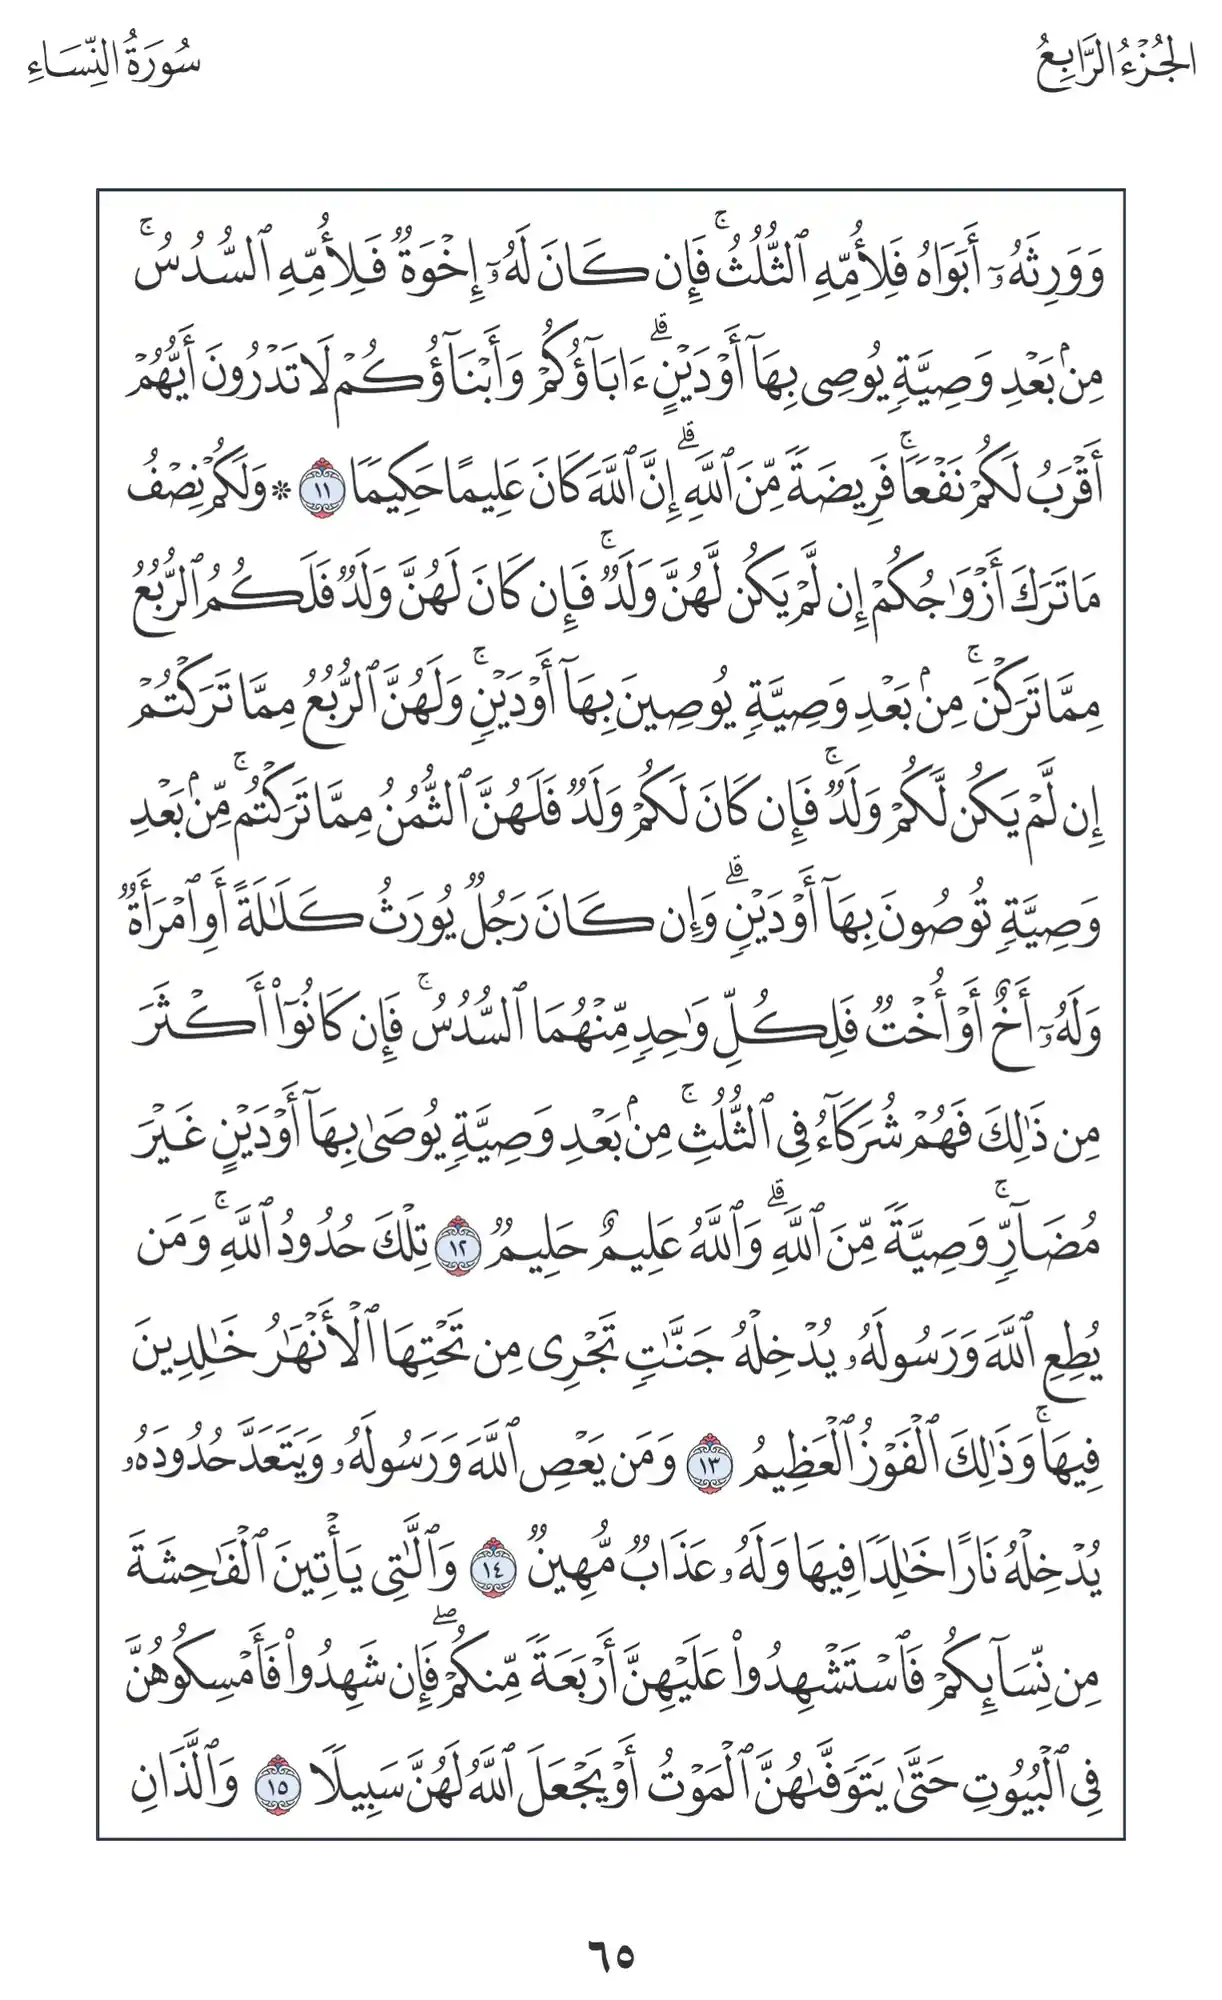 الجُزْءُ الرَّابِعُ
سُورَةُ النِّسَاءِ
وَوَرِثَهُۥٓ أَبَوَاهُ فَلِأُمِّهِ ٱلثُّلُثُۚ فَإِن كَانَ لَهُۥٓ إِخْوَةٌ فَلِأُمِّهِ ٱلسُّدُسُۚ
مِنۢ بَعْدِ وَصِيَّةٍ يُوصِى بِهَآ أَوْ دَيْنٍۗ ءَابَآؤُكُمْ وَأَبْنَآؤُكُمْ لَا تَدْرُونَ أَيُّهُمْ
أَقْرَبُ لَكُمْ نَفْعًاۚ فَرِيضَةً مِّنَ ٱللَّهِۗ إِنَّ ٱللَّهَ كَانَ عَلِيمًا حَكِيمًا ١١ ۞ وَلَكُمْ نِصْفُ
مَا تَرَكَ أَزْوَٰجُكُمْ إِن لَّمْ يَكُن لَّهُنَّ وَلَدٌۚ فَإِن كَانَ لَهُنَّ وَلَدٌ فَلَكُمُ ٱلرُّبُعُ
مِمَّا تَرَكْنَۚ مِنۢ بَعْدِ وَصِيَّةٍ يُوصِينَ بِهَآ أَوْ دَيْنٍۚ وَلَهُنَّ ٱلرُّبُعُ مِمَّا تَرَكْتُمْ
إِن لَّمْ يَكُن لَّكُمْ وَلَدٌۚ فَإِن كَانَ لَكُمْ وَلَدٌ فَلَهُنَّ ٱلثُّمُنُ مِمَّا تَرَكْتُمۚ مِّنۢ بَعْدِ
وَصِيَّةٍ تُوصُونَ بِهَآ أَوْ دَيْنٍۗ وَإِن كَانَ رَجُلٌ يُورَثُ كَلَٰلَةً أَوِ ٱمْرَأَةٌ
وَلَهُۥٓ أَخٌ أَوْ أُخْتٌ فَلِكُلِّ وَٰحِدٍ مِّنْهُمَا ٱلسُّدُسُۚ فَإِن كَانُوٓا۟ أَكْثَرَ
مِن ذَٰلِكَ فَهُمْ شُرَكَآءُ فِى ٱلثُّلُثِۚ مِنۢ بَعْدِ وَصِيَّةٍ يُوصَىٰ بِهَآ أَوْ دَيْنٍ غَيْرَ
مُضَآرٍّۚ وَصِيَّةً مِّنَ ٱللَّهِۗ وَٱللَّهُ عَلِيمٌ حَلِيمٌ ١٢ تِلْكَ حُدُودُ ٱللَّهِۚ وَمَن
يُطِعِ ٱللَّهَ وَرَسُولَهُۥ يُدْخِلْهُ جَنَّٰتٍ تَجْرِى مِن تَحْتِهَا ٱلْأَنْهَٰرُ خَٰلِدِينَ
فِيهَاۚ وَذَٰلِكَ ٱلْفَوْزُ ٱلْعَظِيمُ ١٣ وَمَن يَعْصِ ٱللَّهَ وَرَسُولَهُۥ وَيَتَعَدَّ حُدُودَهُۥ
يُدْخِلْهُ نَارًا خَٰلِدًا فِيهَا وَلَهُۥ عَذَابٌ مُّهِينٌ ١٤ وَٱلَّٰتِى يَأْتِينَ ٱلْفَٰحِشَةَ
مِن نِّسَآئِكُمْ فَٱسْتَشْهِدُوا۟ عَلَيْهِنَّ أَرْبَعَةً مِّنكُمْۖ فَإِن شَهِدُوا۟ فَأَمْسِكُوهُنَّ
فِى ٱلْبُيُوتِ حَتَّىٰ يَتَوَفَّىٰهُنَّ ٱلْمَوْتُ أَوْ يَجْعَلَ ٱللَّهُ لَهُنَّ سَبِيلًا ١٥ وَٱلَّذَانِ
٦٥